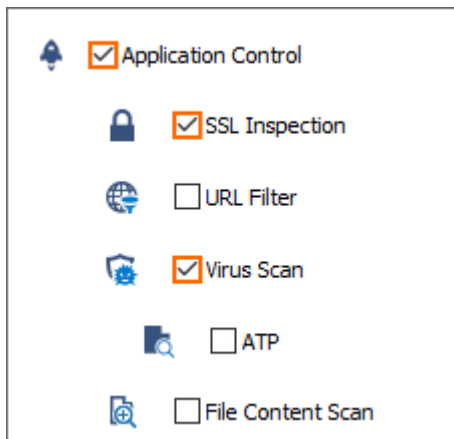 Application Control
SSL Inspection
URL Filter
Virus Scan
ATP
File Content Scan